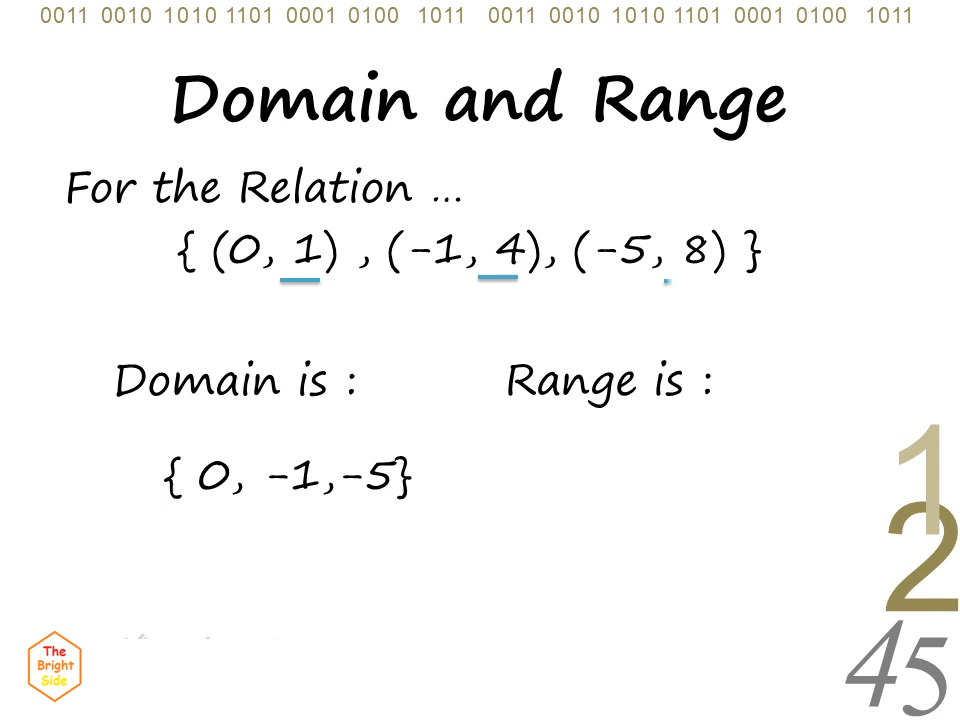 0011 0010 1010 1101 0001 0100 1011 0011 0010 1010 1101 0001 0100 1011
Domain and Range
For the Relation …
{ (0, 1) , (-1, 4), (-5, 8) }
Domain is :
Range is :
{ 0, -1,-5}
1
2
45
The
Bright
Side